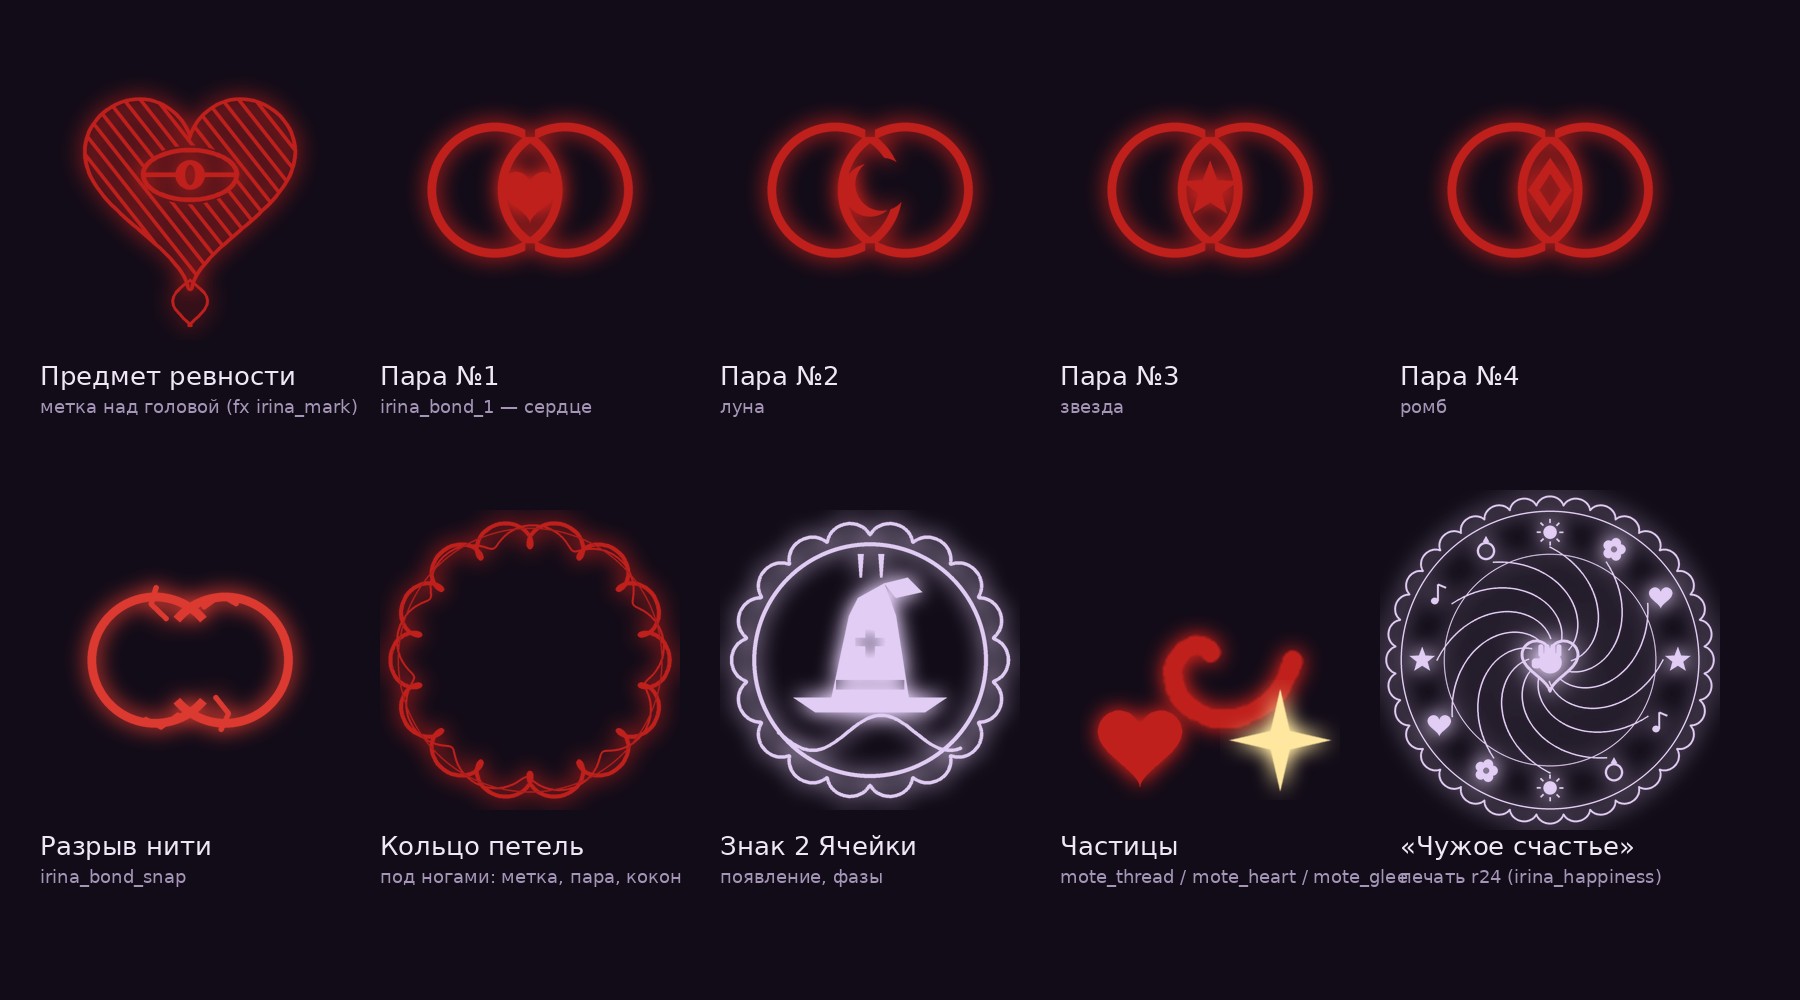 Предмет ревности
метка над головой (fx irina_mark)
Пара №1
irina_bond_1 — сердце
Пара №2
луна
Пара №3
звезда
Пара №4
ромб
Разрыв нити
irina_bond_snap
Кольцо петель
под ногами: метка, пара, кокон
Знак 2 Ячейки
появление, фазы
Частицы
mote_thread / mote_heart / mote_glee
«Чужое счастье»
печать r24 (irina_happiness)